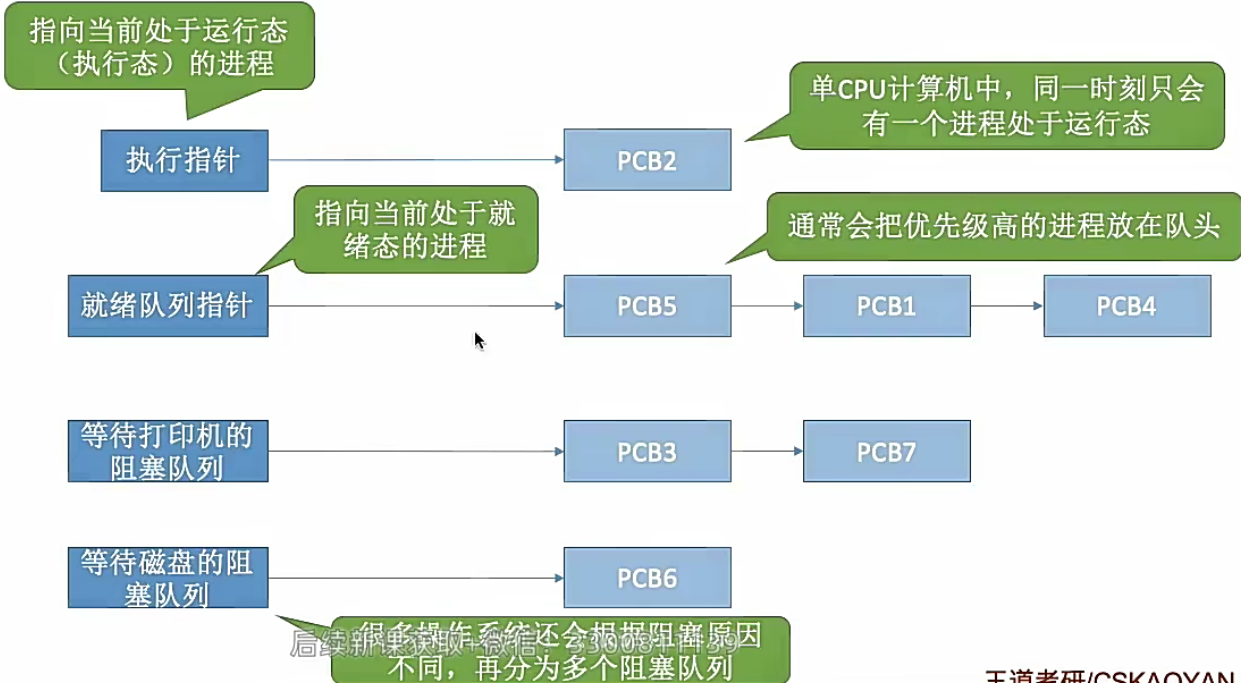 指向当前处于运行态
（执行态）的进程
单CPU计算机中，同一时刻只会
有一个进程处于运行态
执行指针
PCB2
指向当前处于就
绪态的进程
通常会把优先级高的进程放在队头
就绪队列指针
PCB5
PCB1
PCB4
等待打印机的
阻塞队列
PCB3
PCB7
等待磁盘的阻
塞队列
PCB6
很多操作系统还会根据阻塞原因
不同，再分为多个阻塞队列
后续新课获取+微信：
王道考研/CSKAOYAN